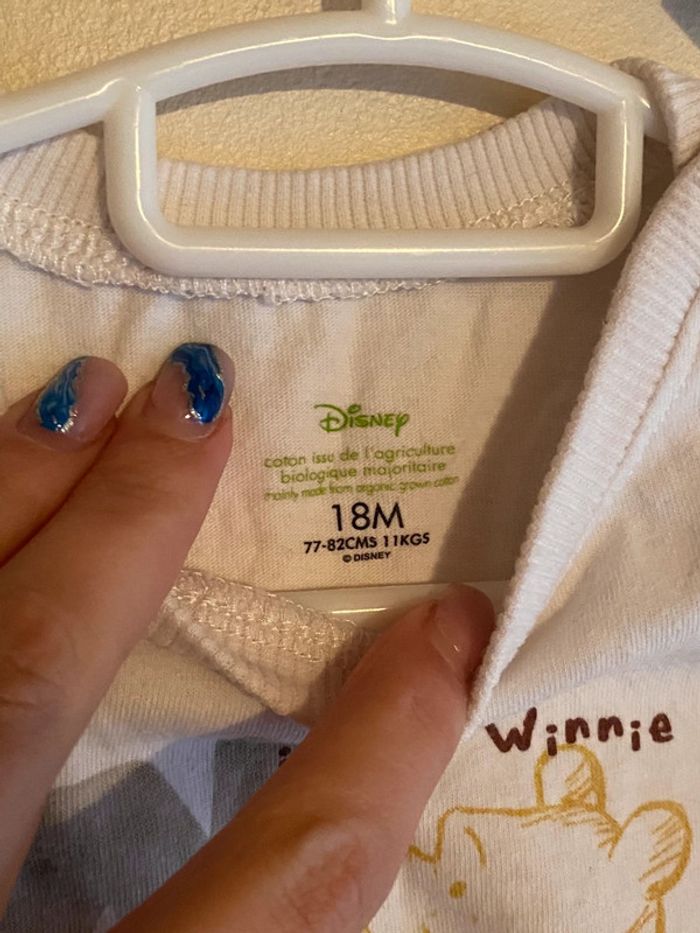 DiSNEY
coton issu de l'agriculture
biologique majoritaire
mainly made from organic grown cotton
18M
77-82CMS 11KGS
© DISNEY
Winnie